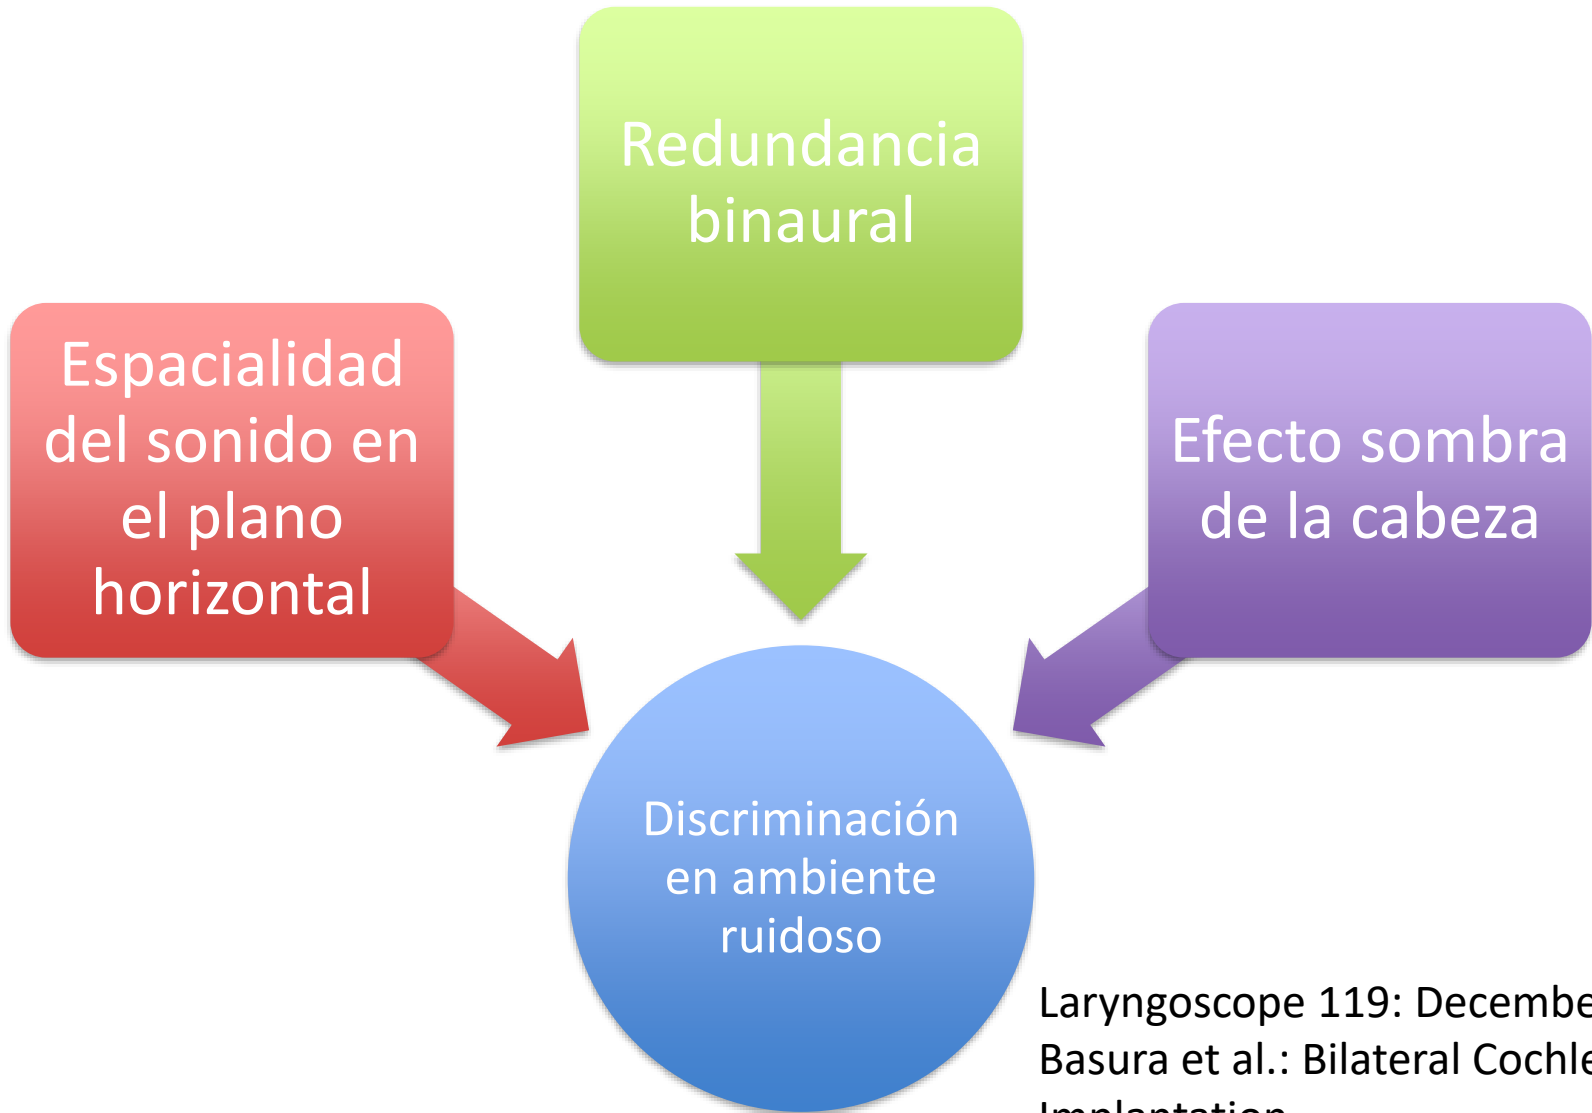 Redundancia
binaural
Espacialidad
del sonido en
el plano
horizontal
Efecto sombra
de la cabeza
Discriminación
en ambiente
ruidoso
Laryngoscope 119: Decembe
Basura et al.: Bilateral Cochle
Implantation